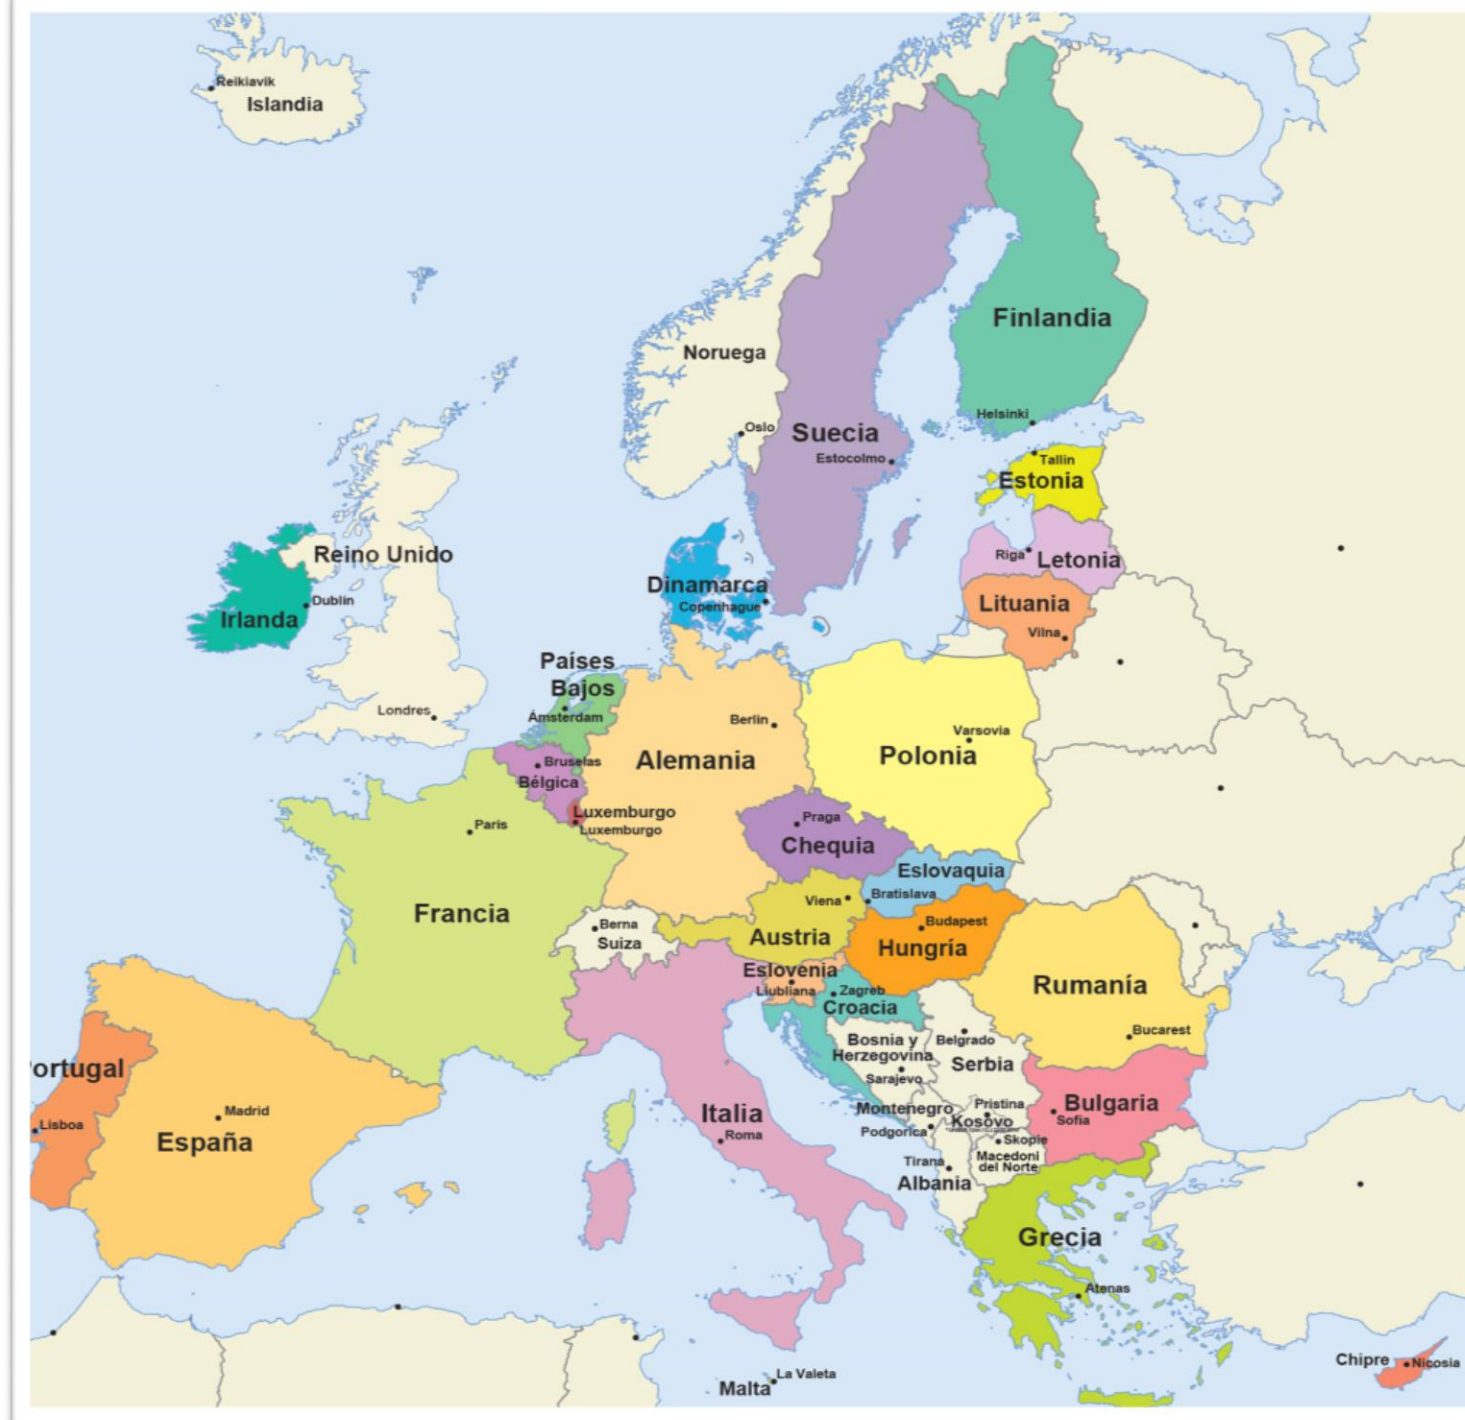 Reikiavik
Islandia
Finlandia
Noruega
Helsinki
Oslo
Suecia
Estocolmo
Tallin
Estonia
Reino Unido
Riga
Letonia
Dinamarca
Copenhague
Dublín
Irlanda
Lituania
Vilna
Países
Bajos
Ámsterdam
Londres
Berlín
Varsovia
Polonia
Alemania
Bruselas
Bélgica
Luxemburgo
Luxemburgo
París
Praga
Chequia
Eslovaquia
Bratislava
Viena
Francia
Berna
Suiza
Austria
Budapest
Hungría
Eslovenia
Liubliana
Zagreb
Croacia
Rumanía
Bucarest
Bosnia y
Herzegovina
Sarajevo
Belgrado
Serbia
ortugal
Lisboa
Madrid
España
Italia
Roma
Montenegro
Podgorica
Pristina
Kosovo
Bulgaria
Sofía
Skopie
Macedoni
del Norte
Tirana
Albania
Grecia
Atenas
La Valeta
Malta
Chipre
Nicosia